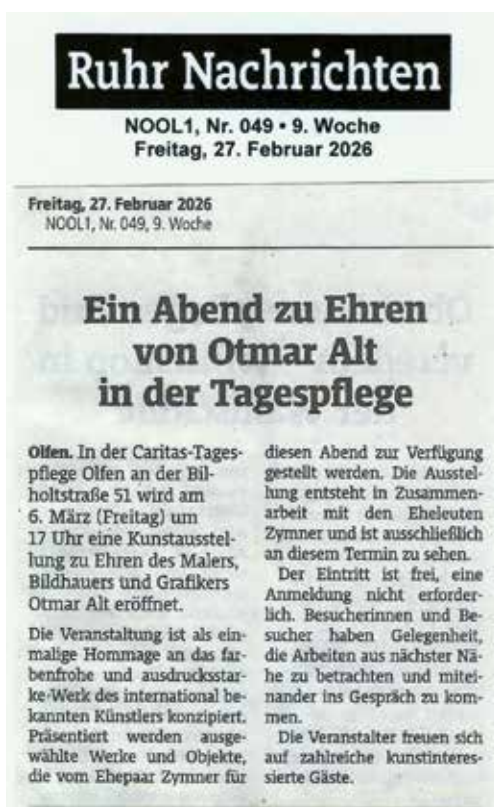 Ruhr Nachrichten
NOOL1, Nr. 049 • 9. Woche
Freitag, 27. Februar 2026
Freitag, 27. Februar 2026
NOOL1, Nr. 049, 9. Woche
Ein Abend zu Ehren
von Otmar Alt
in der Tagespflege
Olfen. In der Caritas-Tages-
pflege Olfen an der Bil-
holtstraße 51 wird am
6. März (Freitag) um
17 Uhr eine Kunstausstel-
lung zu Ehren des Malers,
Bildhauers und Grafikers
Otmar Alt eröffnet.
Die Veranstaltung ist als ein-
malige Hommage an das far-
benfrohe und ausdrucksstar-
ke Werk des international be-
kannten Künstlers konzipiert.
Präsentiert werden ausge-
wählte Werke und Objekte,
die vom Ehepaar Zymner für
diesen Abend zur Verfügung
gestellt werden. Die Ausstel-
lung entsteht in Zusammen-
arbeit mit den Eheleuten
Zymner und ist ausschließlich
an diesem Termin zu sehen.
Der Eintritt ist frei, eine
Anmeldung nicht erforder-
lich. Besucherinnen und Be-
sucher haben Gelegenheit,
die Arbeiten aus nächster Nä-
he zu betrachten und mitei-
nander ins Gespräch zu kom-
men.
Die Veranstalter freuen sich
auf zahlreiche kunstinteres-
sierte Gäste.